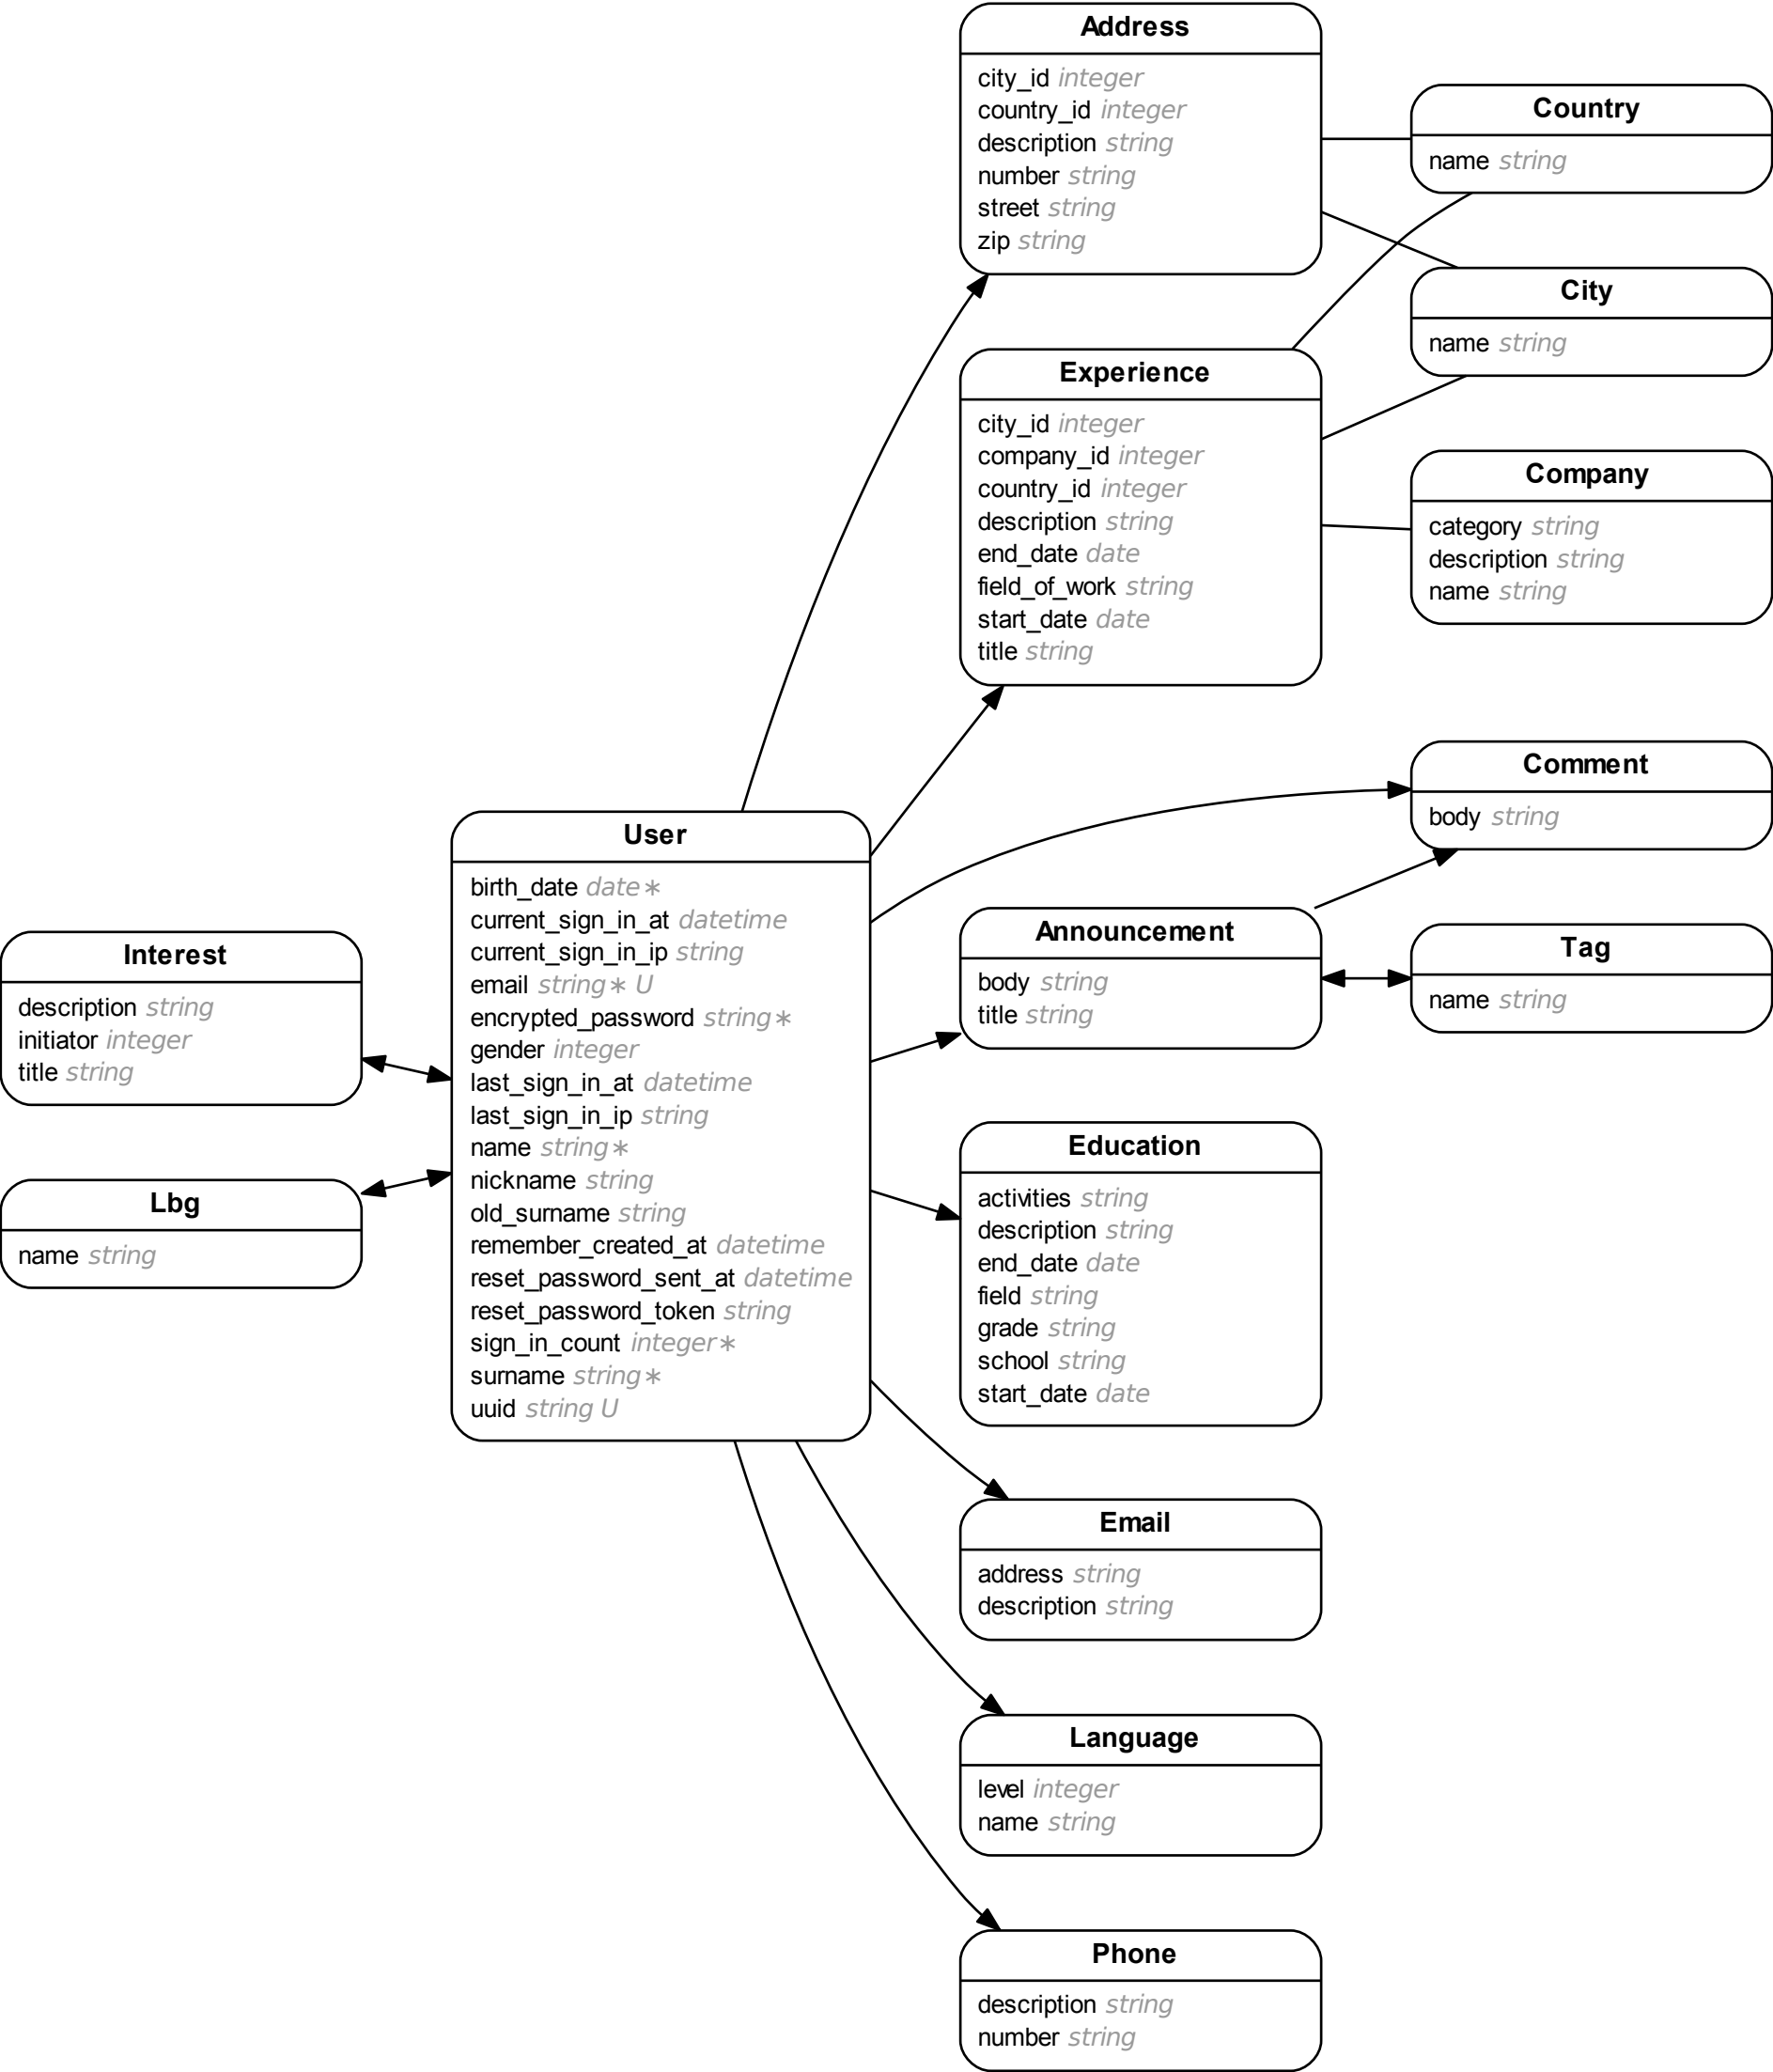 Address
city_id integer
country_id integer
description string
number string
street string
zip string
Country
name string
City
name string
Experience
city_id integer
company_id integer
country_id integer
description string
end_date date
field_of_work string
start_date date
title string
Company
category string
description string
name string
Comment
body string
User
birth_date date∗
current_sign_in_at datetime
current_sign_in_ip string
email string∗ U
encrypted_password string∗
gender integer
last_sign_in_at datetime
last_sign_in_ip string
name string∗
nickname string
old_surname string
remember_created_at datetime
reset_password_sent_at datetime
reset_password_token string
sign_in_count integer∗
surname string∗
uuid string U
Interest
description string
initiator integer
title string
Lbg
name string
Announcement
body string
title string
Tag
name string
Education
activities string
description string
end_date date
field string
grade string
school string
start_date date
Email
address string
description string
Language
level integer
name string
Phone
description string
number string